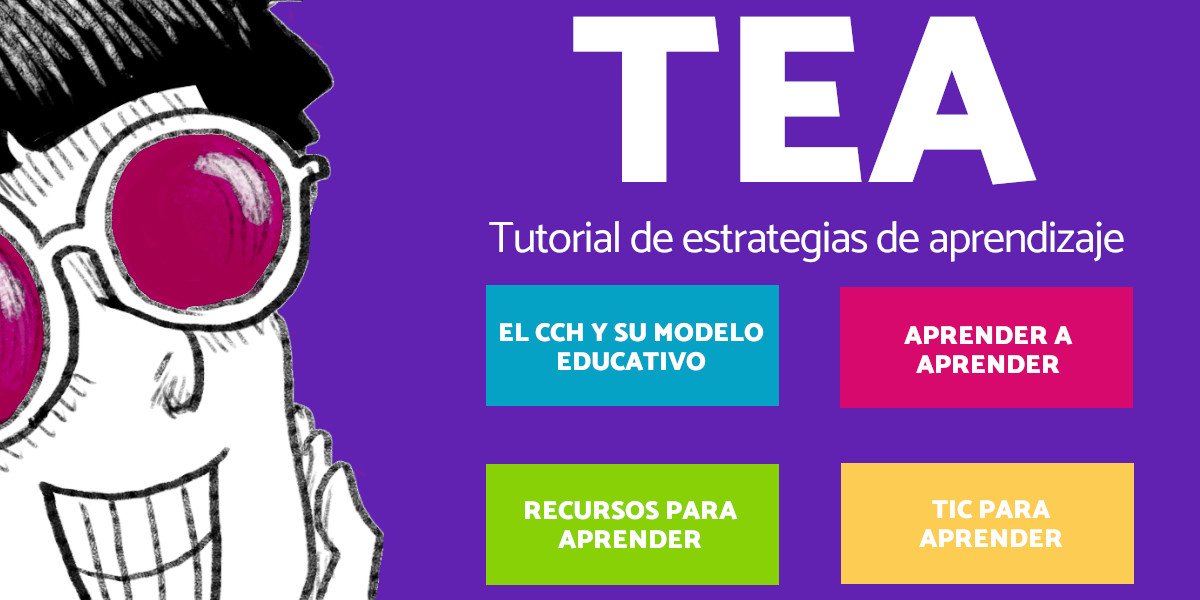 TEA
Tutorial de estrategias de aprendizaje
EL CCH Y SU MODELO
EDUCATIVO
APRENDER A
APRENDER
RECURSOS PARA
APRENDER
TIC PARA
APRENDER